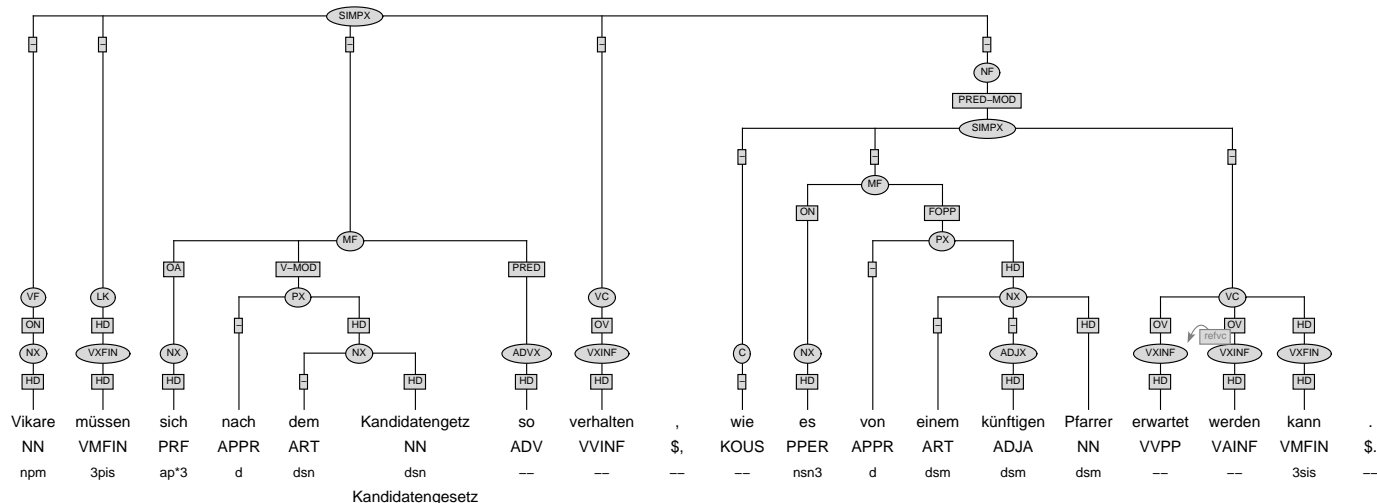 SIMPX
– – – – –
NF
PRED–MOD
SIMPX
– – –
MF
ON FOPP
MF PX
OA V–MOD PRED – HD
VF LK PX VC NX VC
ON HD – HD OV – – HD OV OV HD
refvc
NX VXFIN NX NX ADVX VXINF C NX ADJX VXINF VXINF VXFIN
HD HD HD – HD HD HD – HD HD HD HD HD
Vikare müssen sich nach dem Kandidatengetz so verhalten , wie es von einem künftigen Pfarrer erwartet werden kann .
NN VMFIN PRF APPR ART NN ADV VVINF $, KOUS PPER APPR ART ADJA NN VVPP VAINF VMFIN $.
npm 3pis ap*3 d dsn dsn –– –– –– –– nsn3 d dsm dsm dsm –– –– 3sis ––
Kandidatengesetz